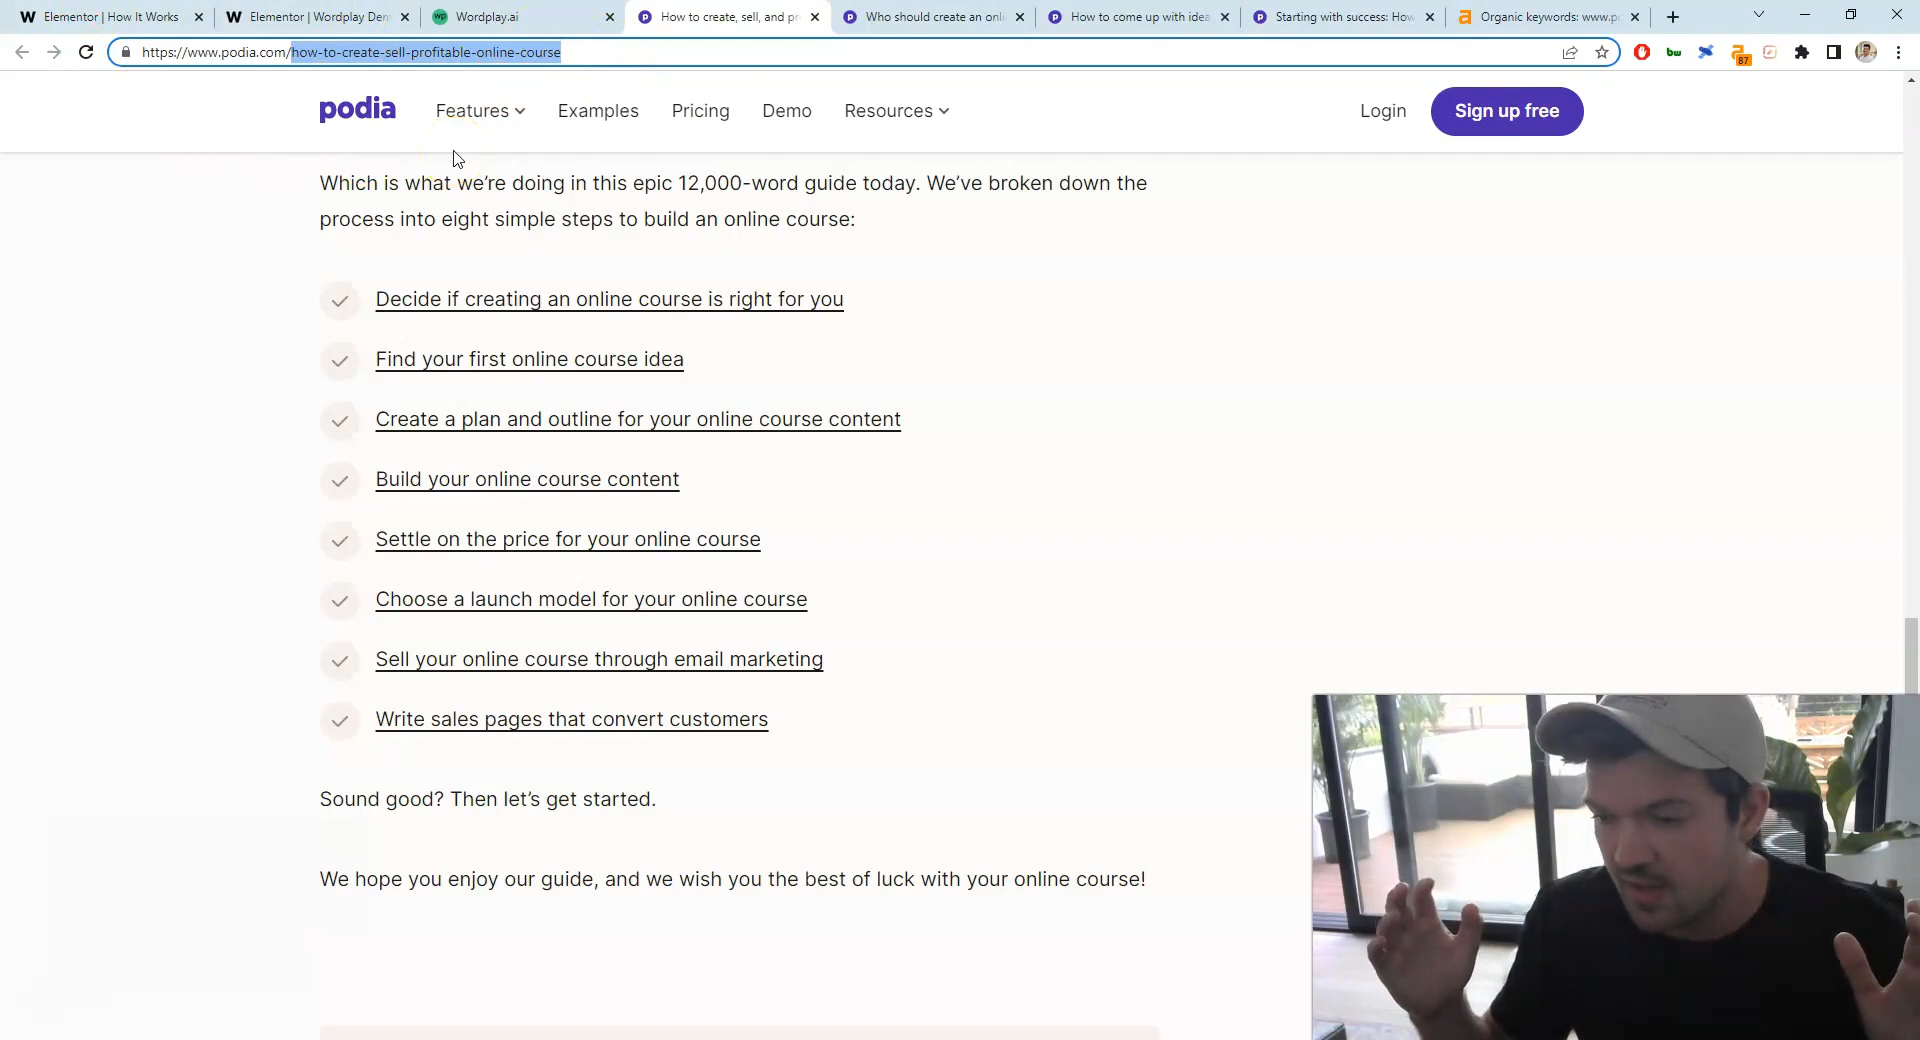 Elementor | How It Works
Elementor | Wordplay Den
Wordplay.ai
How to create, sell, and pr
Who should create an onli
How to come up with idea
Starting with success: How
Organic keywords: www.po
https://www.podia.com/how-to-create-sell-profitable-online-course
87
podia
Features
Examples
Pricing
Demo
Resources
Login
Sign up free
Which is what we’re doing in this epic 12,000-word guide today. We’ve broken down the
process into eight simple steps to build an online course:
Decide if creating an online course is right for you
Find your first online course idea
Create a plan and outline for your online course content
Build your online course content
Settle on the price for your online course
Choose a launch model for your online course
Sell your online course through email marketing
Write sales pages that convert customers
Sound good? Then let’s get started.
We hope you enjoy our guide, and we wish you the best of luck with your online course!